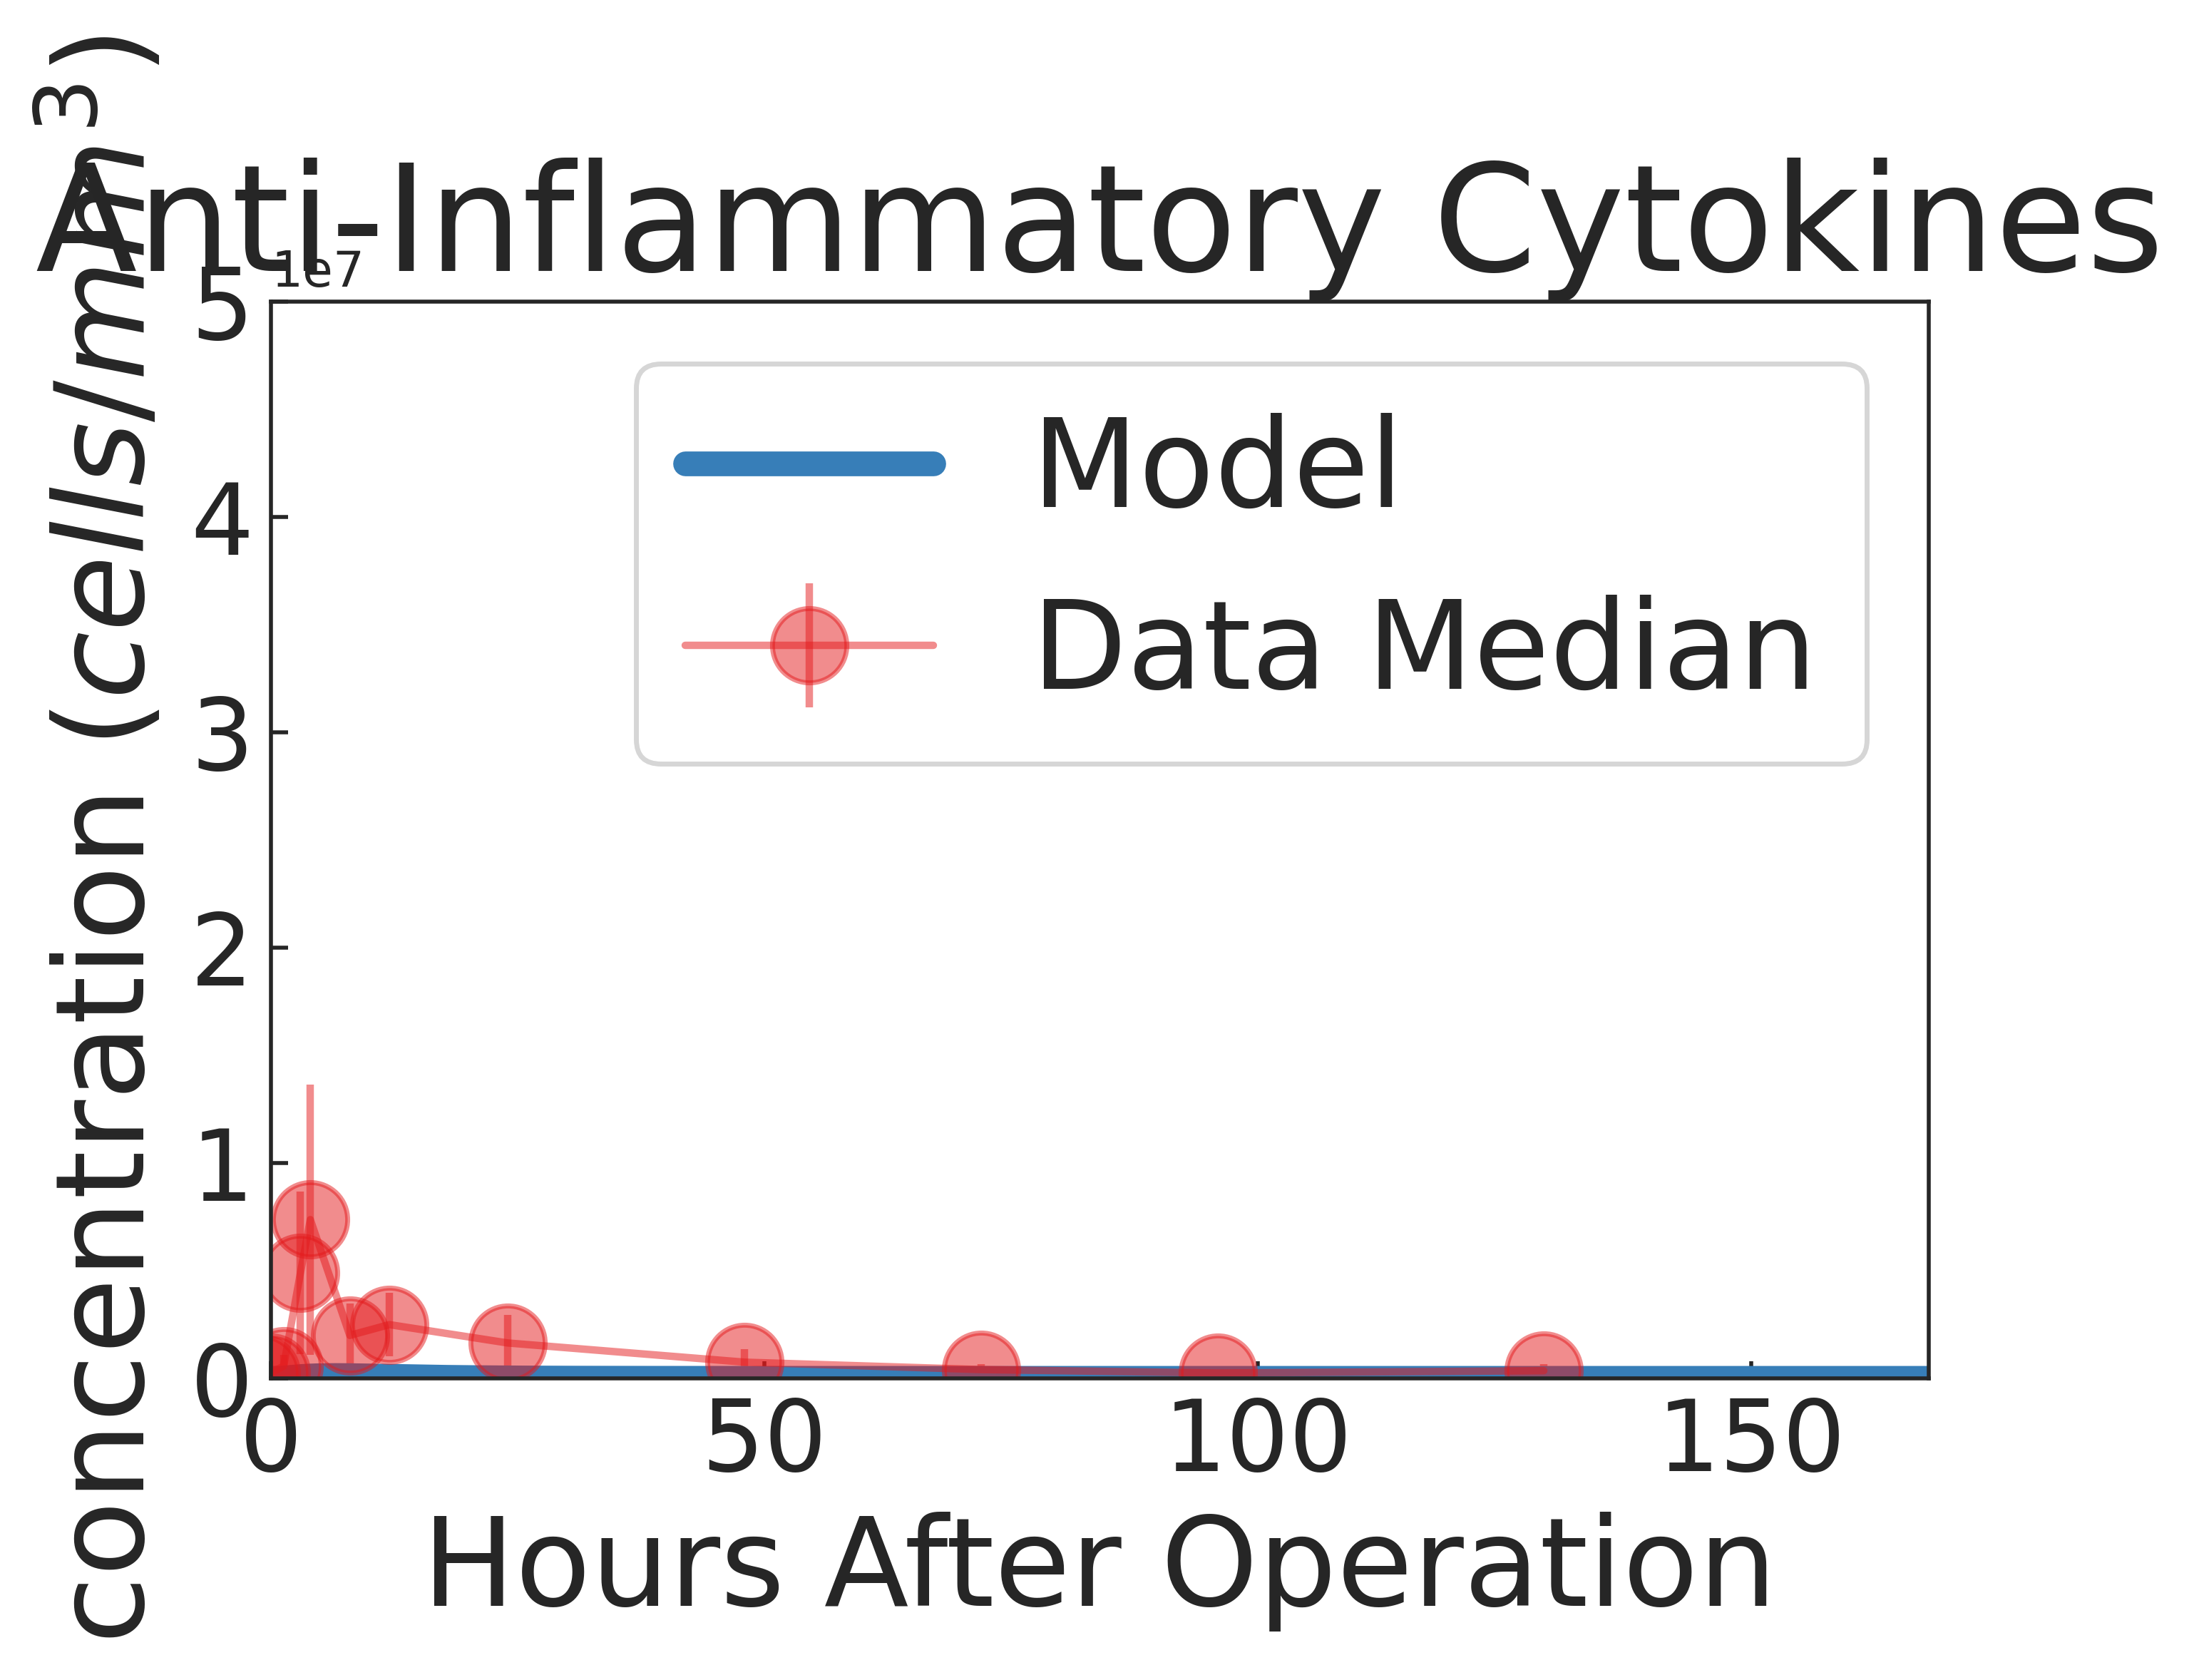 Anti-Inflammatory Cytokines
1e7
concentration (cells/mm³)
5
4
3
2
1
0
Model
Data Median
0 50 100 150
Hours After Operation